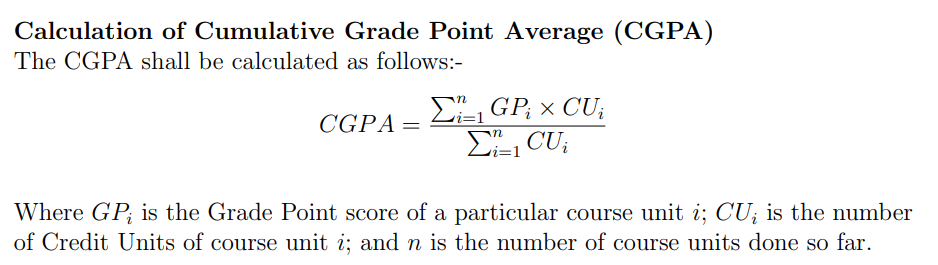 Calculation of Cumulative Grade Point Average (CGPA)
The CGPA shall be calculated as follows:-
CGPA = \frac{\sum_{i=1}^{n} GP_i × CU_i}{\sum_{i=1}^{n} CU_i}
Where GP_i is the Grade Point score of a particular course unit i; CU_i is the number
of Credit Units of course unit i; and n is the number of course units done so far.